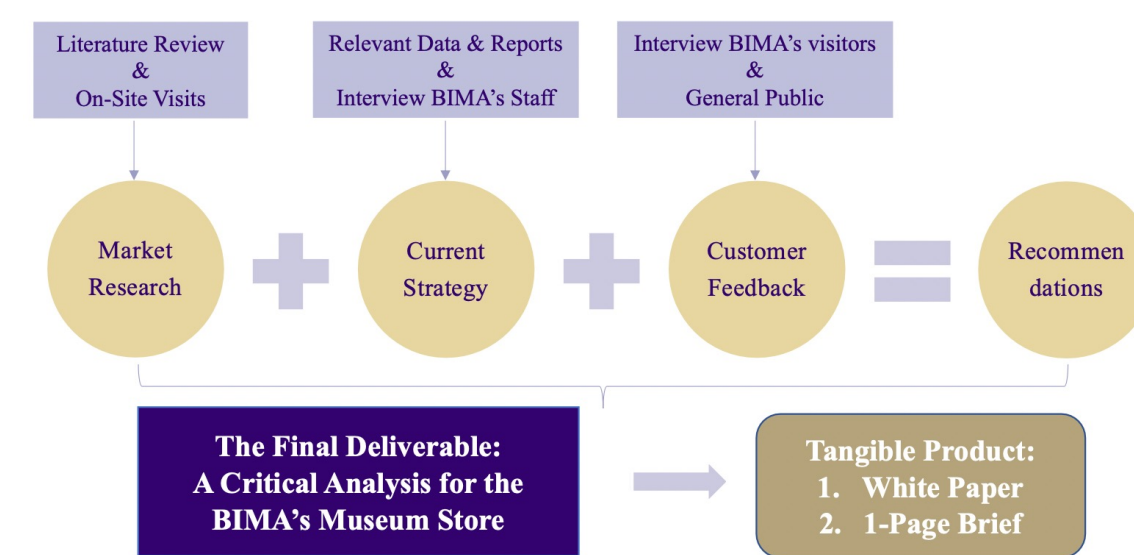 Literature Review
&
On-Site Visits
Relevant Data & Reports
&
Interview BIMA’s Staff
Interview BIMA’s visitors
&
General Public
Market
Research
Current
Strategy
Customer
Feedback
Recommen
dations
The Final Deliverable:
A Critical Analysis for the
BIMA’s Museum Store
Tangible Product:
1. White Paper
2. 1-Page Brief